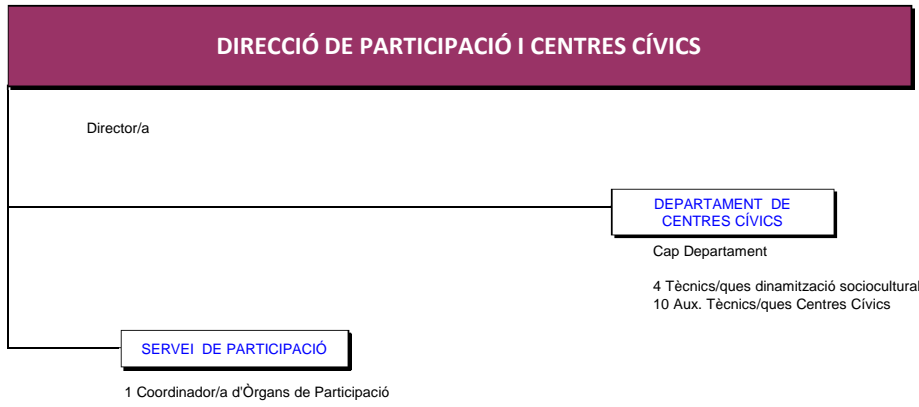 DIRECCIÓ DE PARTICIPACIÓ I CENTRES CÍVICS
Director/a
DEPARTAMENT DE
CENTRES CÍVICS
Cap Departament
4 Tècnics/ques dinamització sociocultural
10 Aux. Tècnics/ques Centres Cívics
SERVEI DE PARTICIPACIÓ
1 Coordinador/a d'Òrgans de Participació